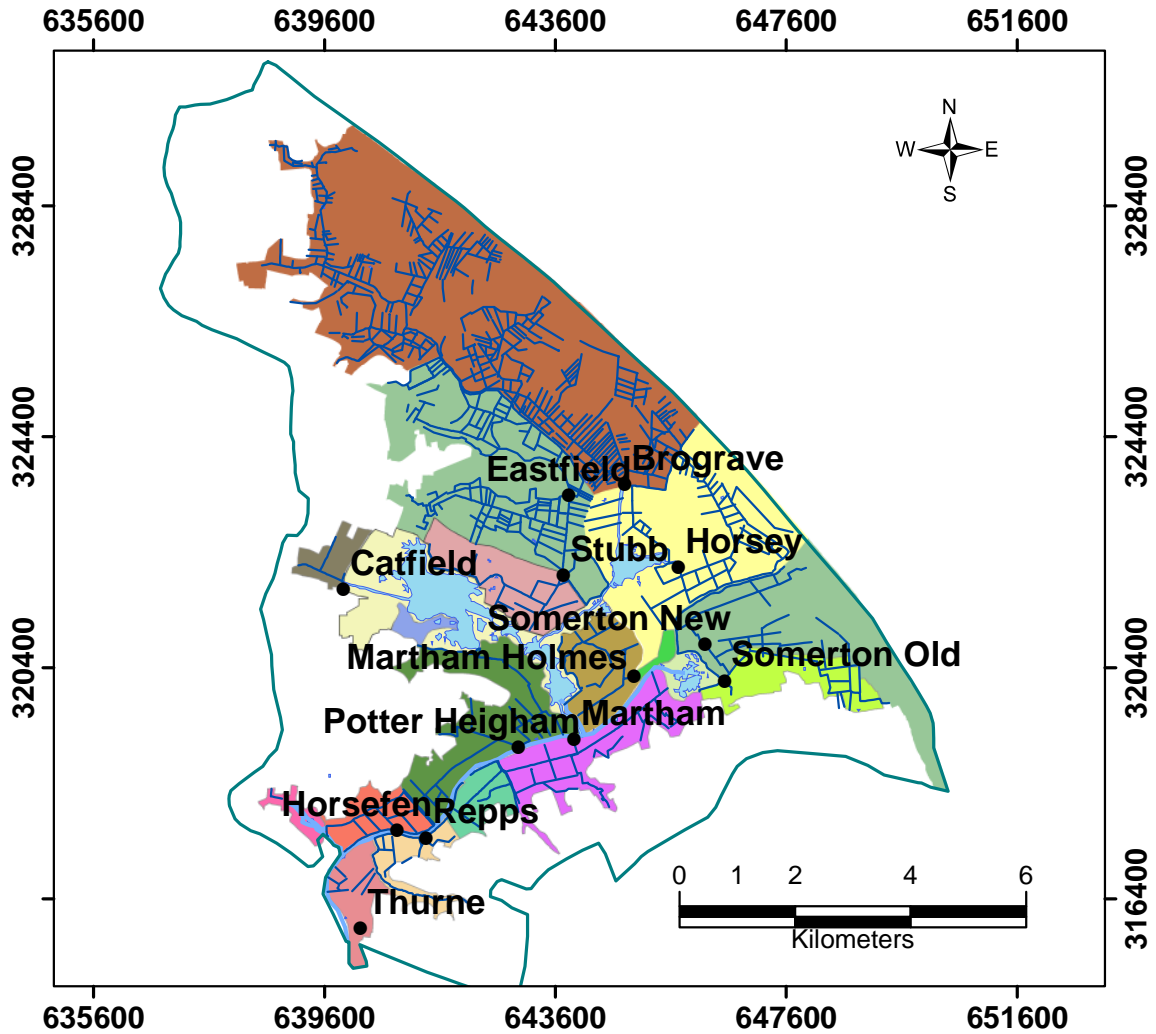 635600 639600 643600 647600 651600
N
W E
S
328400 328400
324400 324400
Eastfield Brograve
Catfield Stubb Horsey
Somerton New
Martham Holmes Somerton Old
320400 320400
Potter Heigham Martham
Horsefen Repps
0 1 2 4 6
Thurne
316400 316400
Kilometers
635600 639600 643600 647600 651600